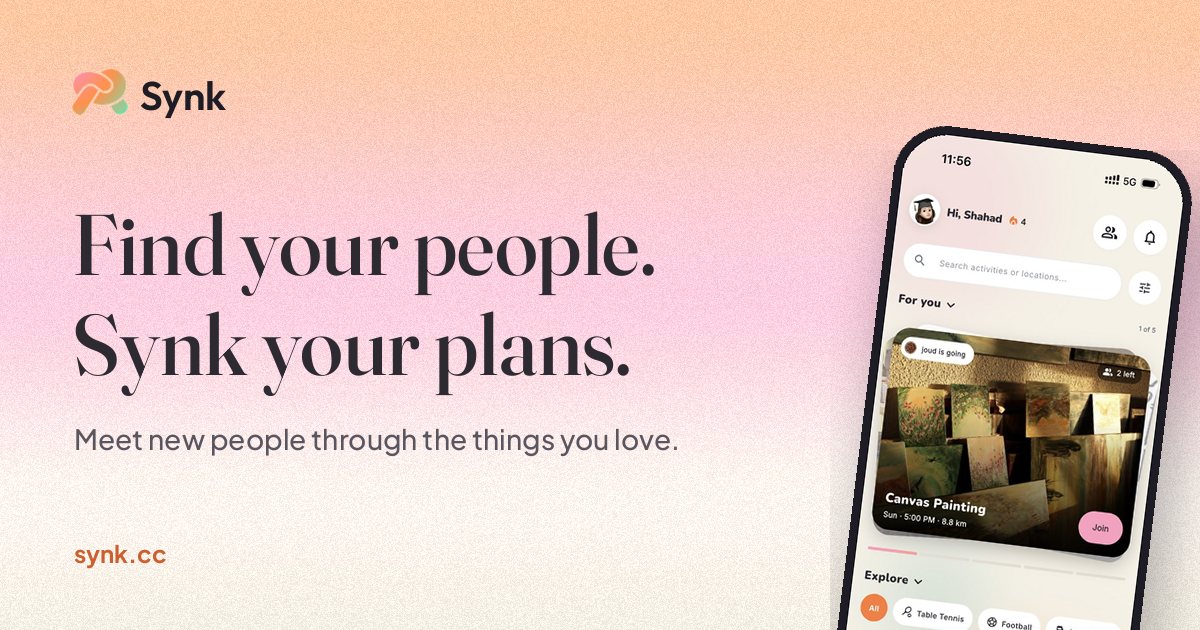 Synk
Find your people.
Synk your plans.
Meet new people through the things you love.
synk.cc
11:56
5G
Hi, Shahad 4
Search activities or locations...
For you
1 of 5
joud is going
2 left
Canvas Painting
Sun · 5:00 PM · 8.8 km
Join
Explore
All
Table Tennis
Football